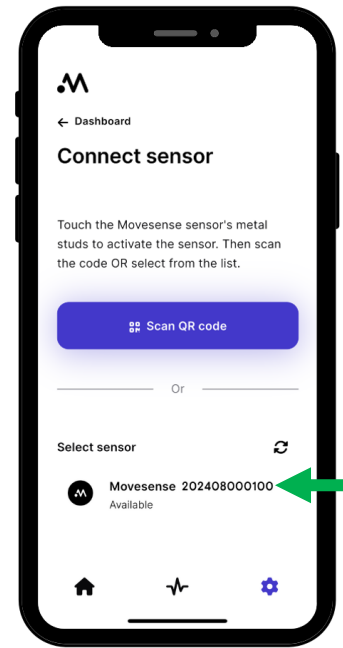 Dashboard
Connect sensor
Touch the Movesense sensor's metal
studs to activate the sensor. Then scan
the code OR select from the list.
Scan QR code
Or
Select sensor
Movesense 202408000100
Available